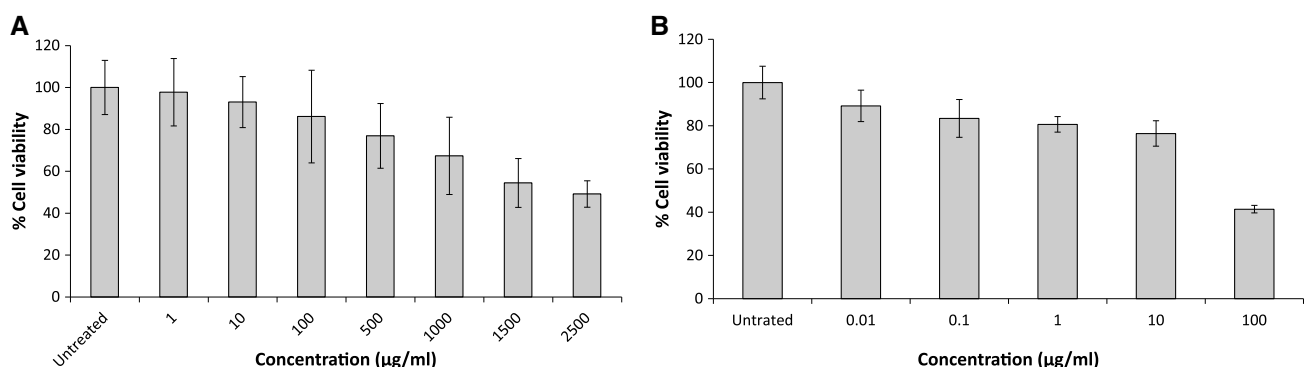 A
120
100
80
60
40
20
0
% Cell viability
Untreated 1 10 100 500 1000 1500 2500
Concentration (µg/ml)
B
120
100
80
60
40
20
0
% Cell viability
Untrated 0.01 0.1 1 10 100
Concentration (µg/ml)